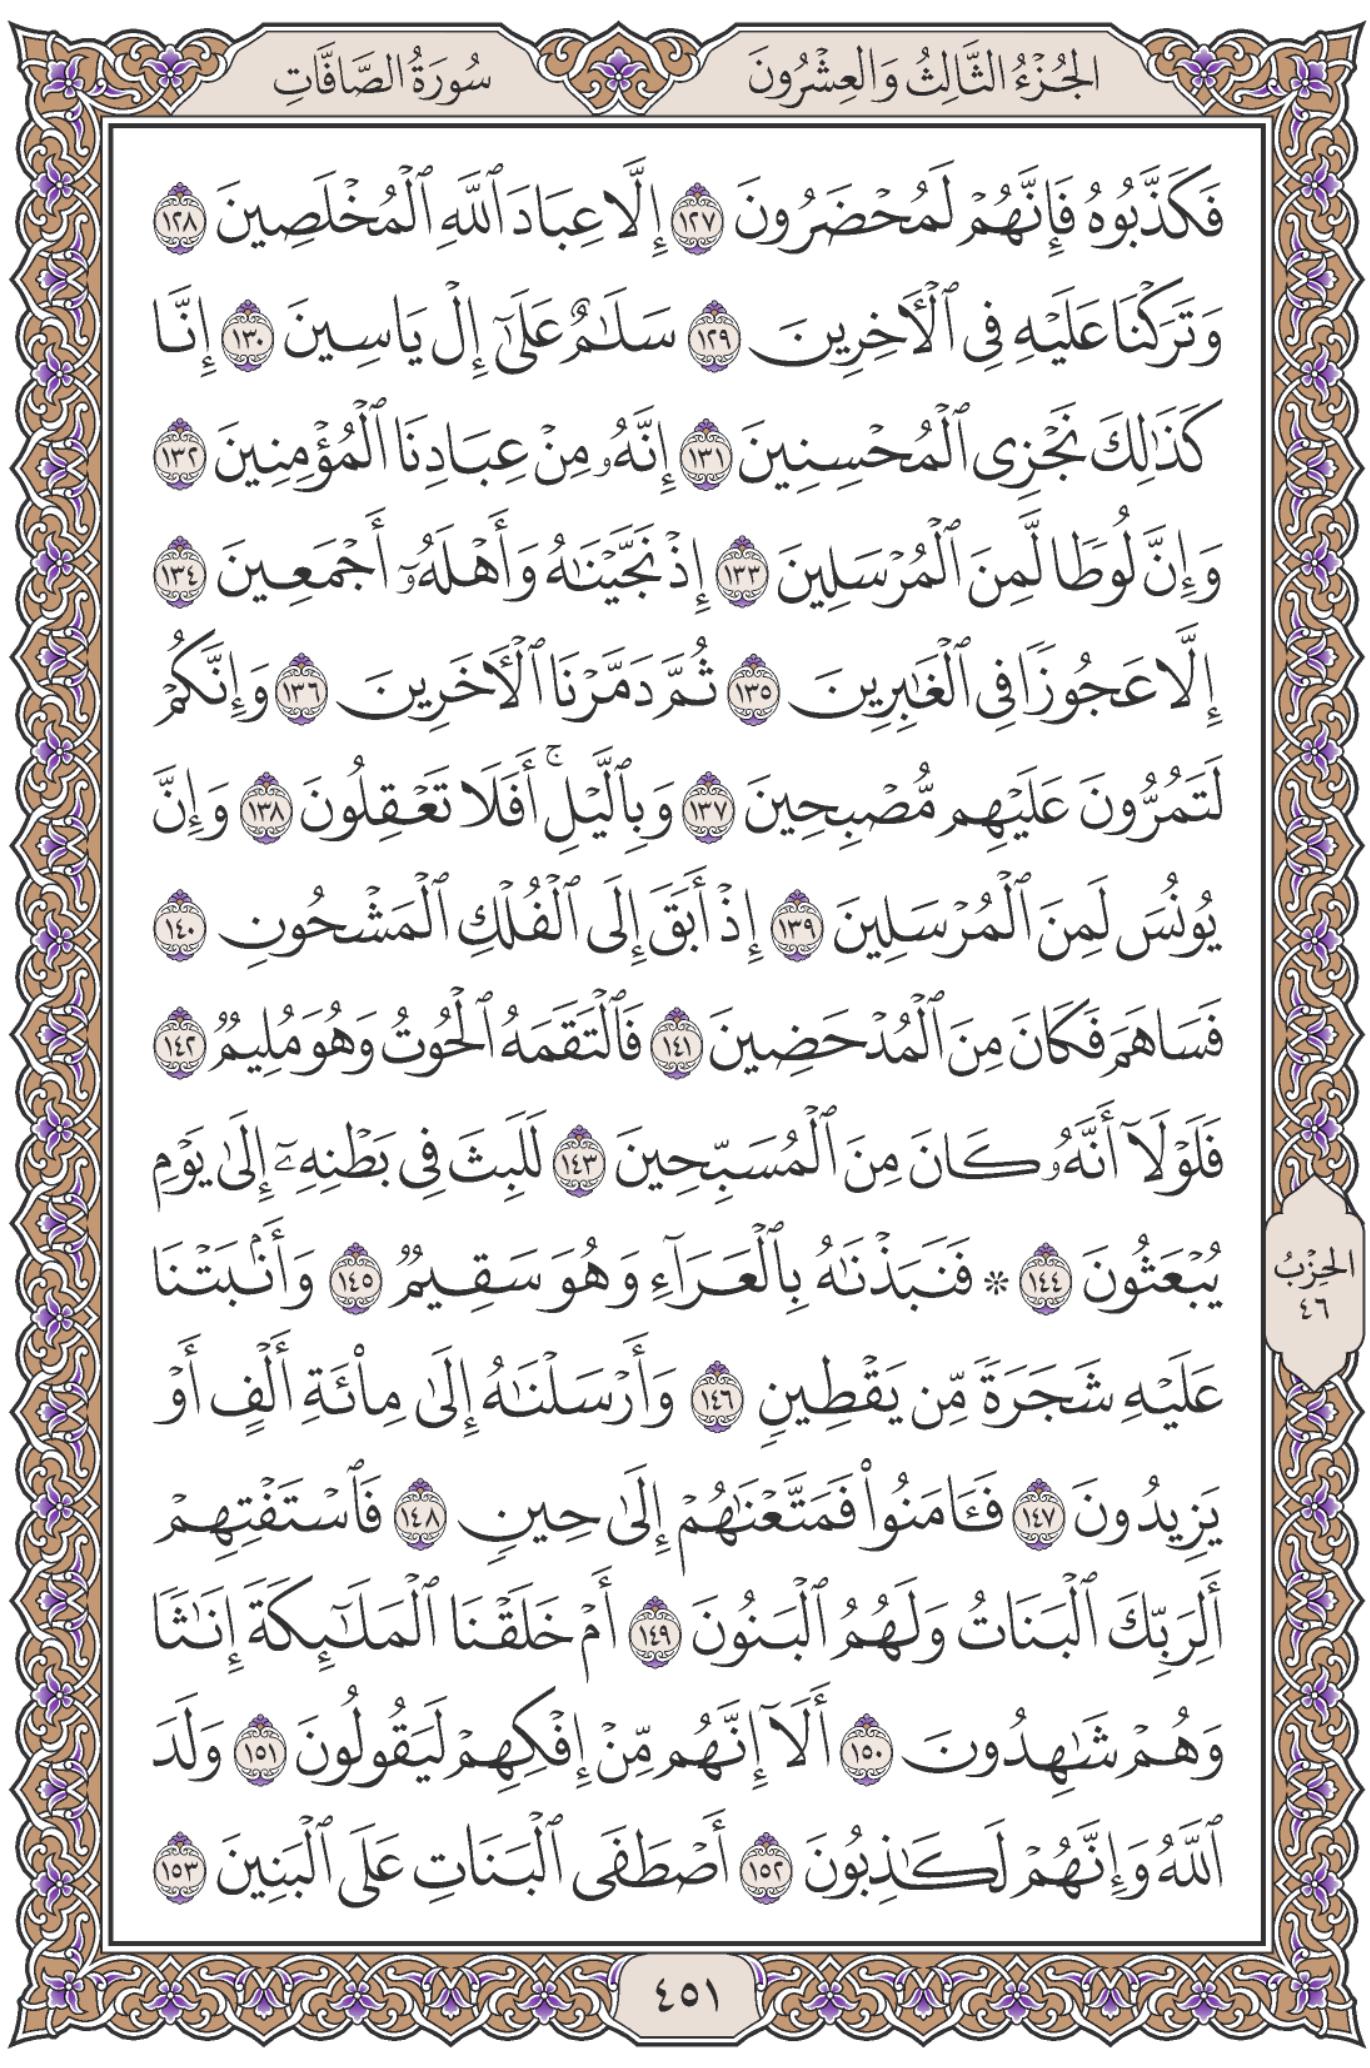 الجُزْءُ الثَّالِثُ وَالعِشْرُونَ
سُورَةُ الصَّافَّاتِ
فَكَذَّبُوهُ فَإِنَّهُمْ لَمُحْضَرُونَ ١٢٧ إِلَّا عِبَادَ ٱللَّهِ ٱلْمُخْلَصِينَ ١٢٨
وَتَرَكْنَا عَلَيْهِ فِى ٱلْأَخِرِينَ ١٢٩ سَلَٰمٌ عَلَىٰٓ إِلْ يَاسِينَ ١٣٠ إِنَّا
كَذَٰلِكَ نَجْزِى ٱلْمُحْسِنِينَ ١٣١ إِنَّهُۥ مِنْ عِبَادِنَا ٱلْمُؤْمِنِينَ ١٣٢
وَإِنَّ لُوطًا لَّمِنَ ٱلْمُرْسَلِينَ ١٣٣ إِذْ نَجَّيْنَٰهُ وَأَهْلَهُۥٓ أَجْمَعِينَ ١٣٤
إِلَّا عَجُوزًا فِى ٱلْغَٰبِرِينَ ١٣٥ ثُمَّ دَمَّرْنَا ٱلْأَخَرِينَ ١٣٦ وَإِنَّكُمْ
لَتَمُرُّونَ عَلَيْهِم مُّصْبِحِينَ ١٣٧ وَبِٱلَّيْلِ ۚ أَفَلَا تَعْقِلُونَ ١٣٨ وَإِنَّ
يُونُسَ لَمِنَ ٱلْمُرْسَلِينَ ١٣٩ إِذْ أَبَقَ إِلَى ٱلْفُلْكِ ٱلْمَشْحُونِ ١٤٠
فَسَاهَمَ فَكَانَ مِنَ ٱلْمُدْحَضِينَ ١٤١ فَٱلْتَقَمَهُ ٱلْحُوتُ وَهُوَ مُلِيمٌ ١٤٢
فَلَوْلَآ أَنَّهُۥ كَانَ مِنَ ٱلْمُسَبِّحِينَ ١٤٣ لَلَبِثَ فِى بَطْنِهِۦٓ إِلَىٰ يَوْمِ
يُبْعَثُونَ ١٤٤ * فَنَبَذْنَٰهُ بِٱلْعَرَآءِ وَهُوَ سَقِيمٌ ١٤٥ وَأَنۢبَتْنَا
عَلَيْهِ شَجَرَةً مِّن يَقْطِينٍ ١٤٦ وَأَرْسَلْنَٰهُ إِلَىٰ مِا۟ئَةِ أَلْفٍ أَوْ
يَزِيدُونَ ١٤٧ فَـَٔامَنُوا۟ فَمَتَّعْنَٰهُمْ إِلَىٰ حِينٍ ١٤٨ فَٱسْتَفْتِهِمْ
أَلِرَبِّكَ ٱلْبَنَاتُ وَلَهُمُ ٱلْبَنُونَ ١٤٩ أَمْ خَلَقْنَا ٱلْمَلَٰٓئِكَةَ إِنَٰثًا
وَهُمْ شَٰهِدُونَ ١٥٠ أَلَآ إِنَّهُم مِّنْ إِفْكِهِمْ لَيَقُولُونَ ١٥١ وَلَدَ
ٱللَّهُ وَإِنَّهُمْ لَكَٰذِبُونَ ١٥٢ أَصْطَفَى ٱلْبَنَاتِ عَلَى ٱلْبَنِينَ ١٥٣
الحِزْبُ
٤٦
٤٥١